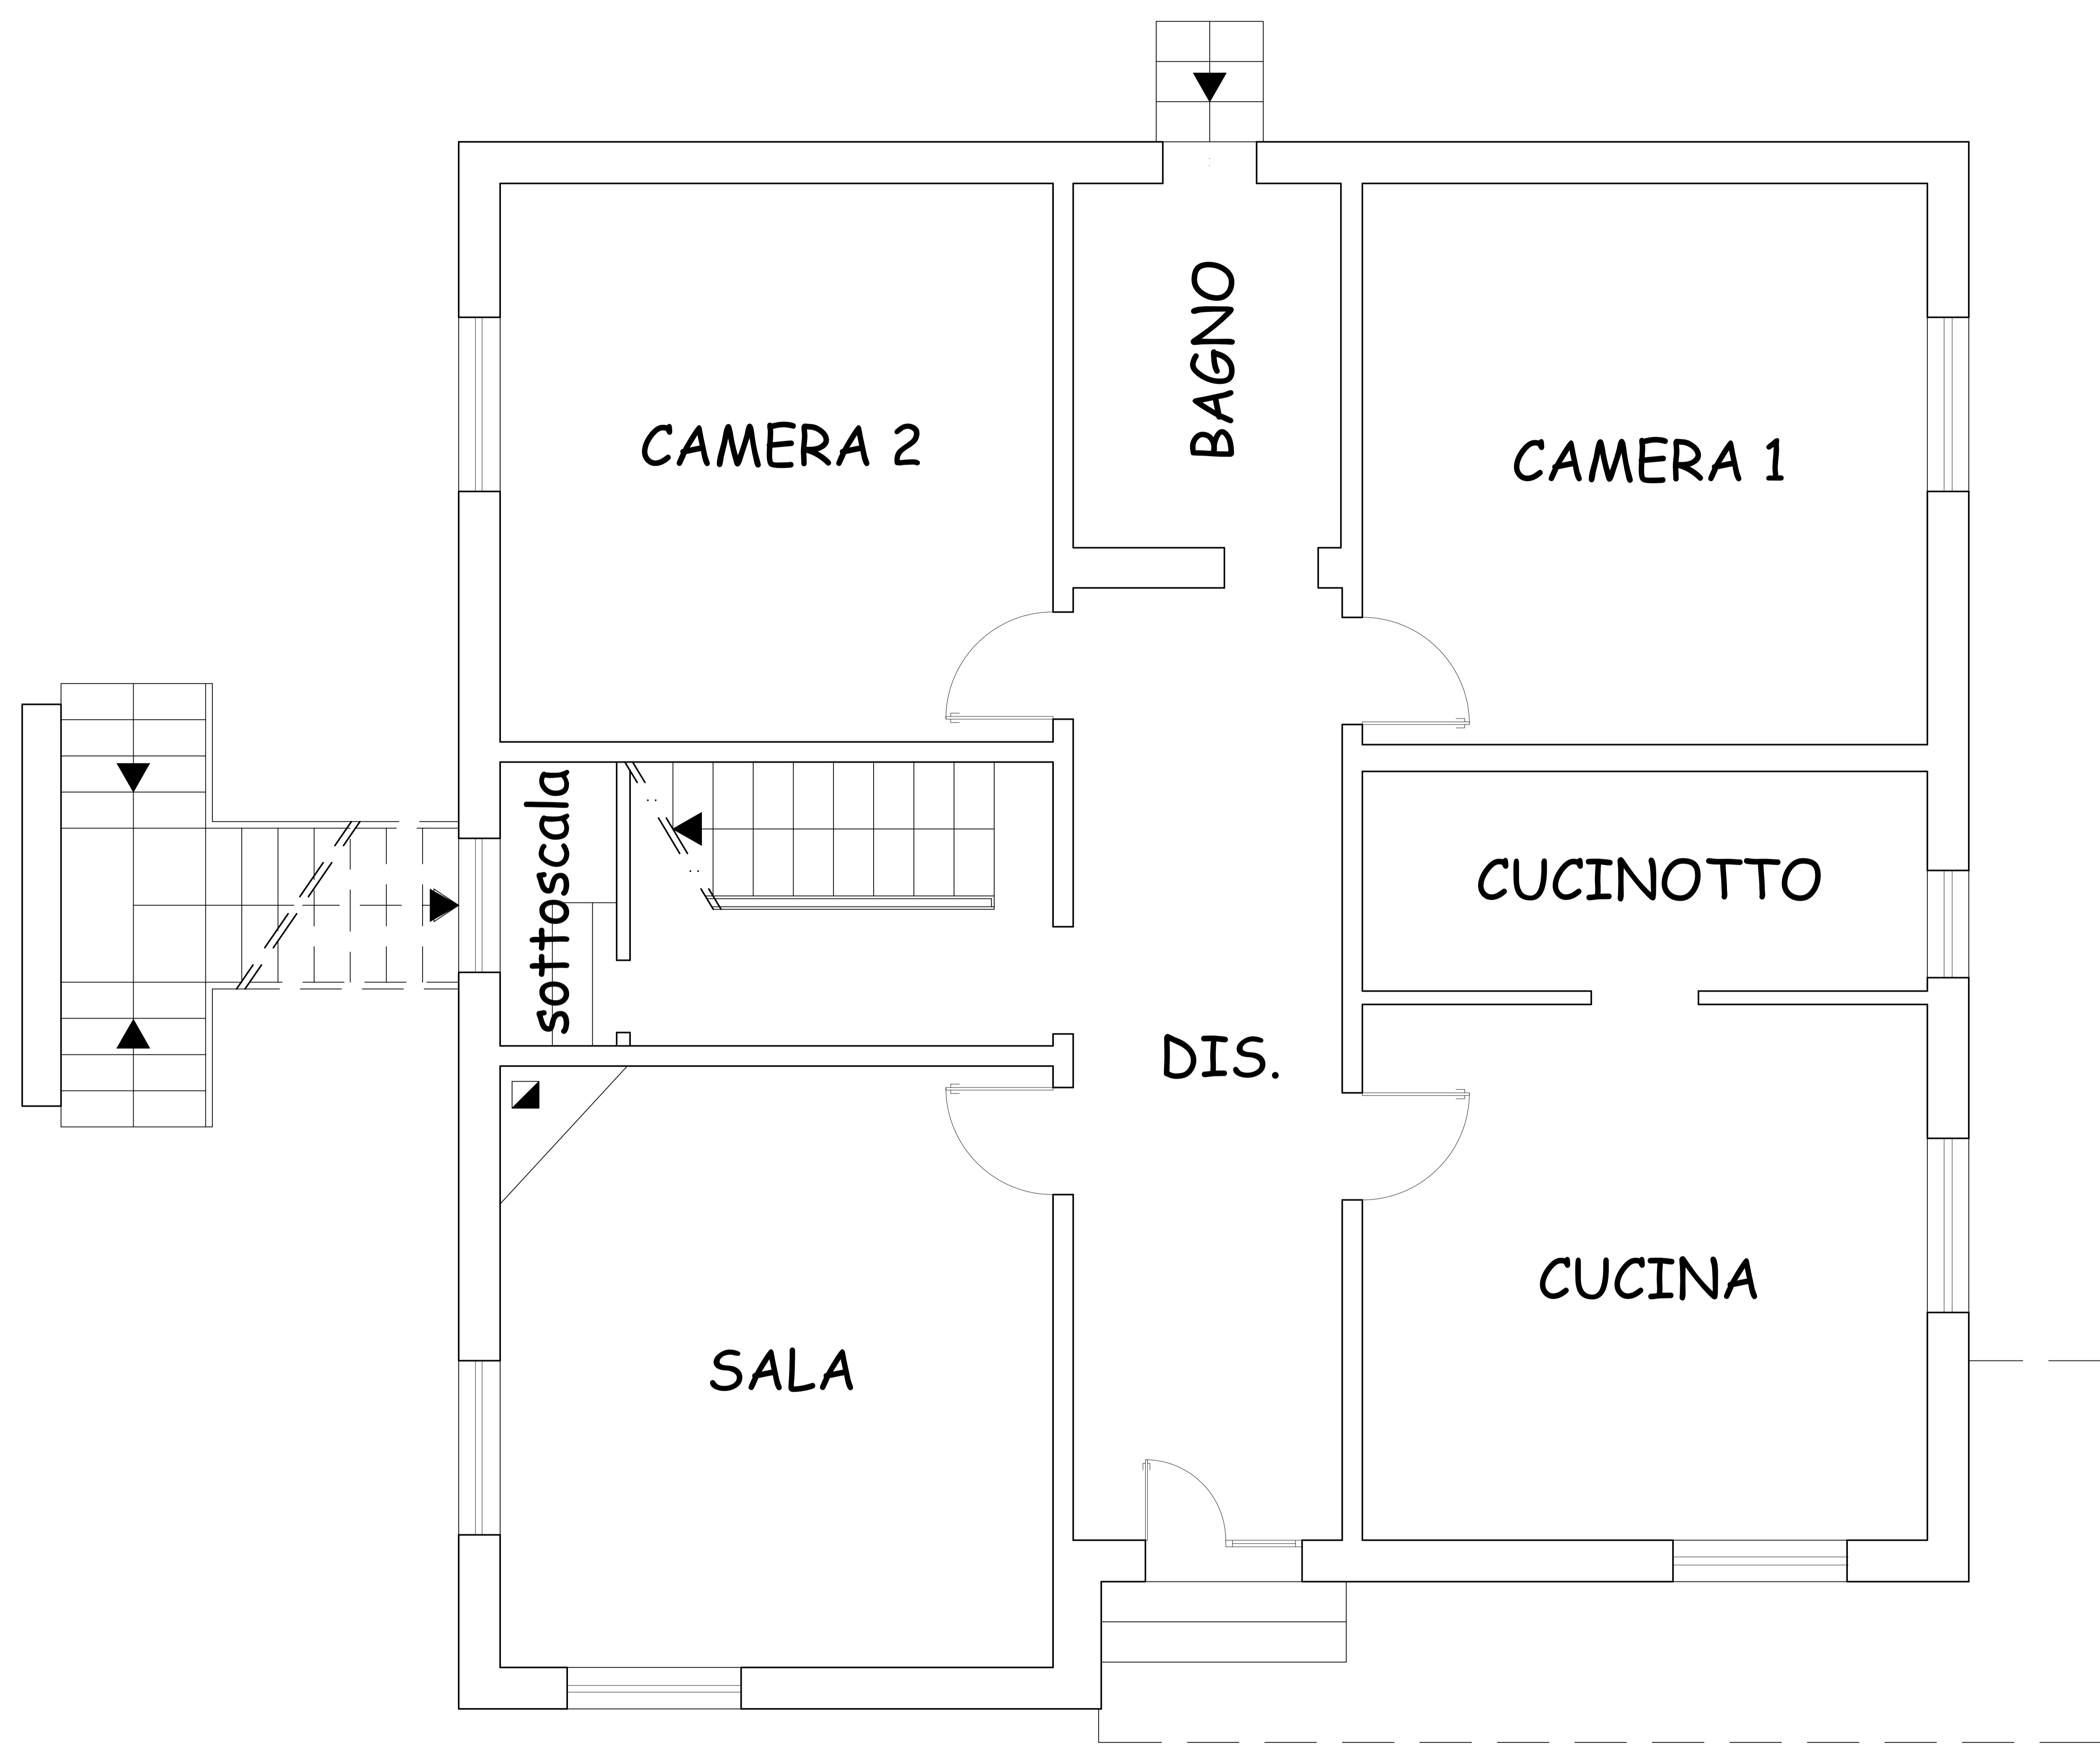 BAGNO
CAMERA 2
CAMERA 1
sottoscala
CUCINOTTO
DIS.
CUCINA
SALA